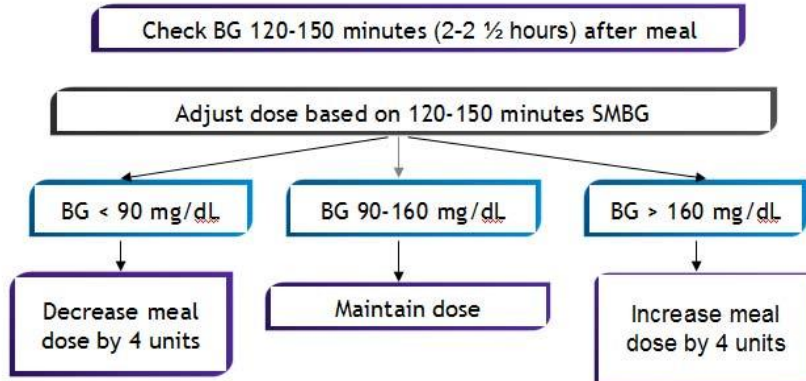 Check BG 120-150 minutes (2-2 ½ hours) after meal
Adjust dose based on 120-150 minutes SMBG
BG < 90 mg/dL
BG 90-160 mg/dL
BG > 160 mg/dL
Decrease meal
dose by 4 units
Maintain dose
Increase meal
dose by 4 units